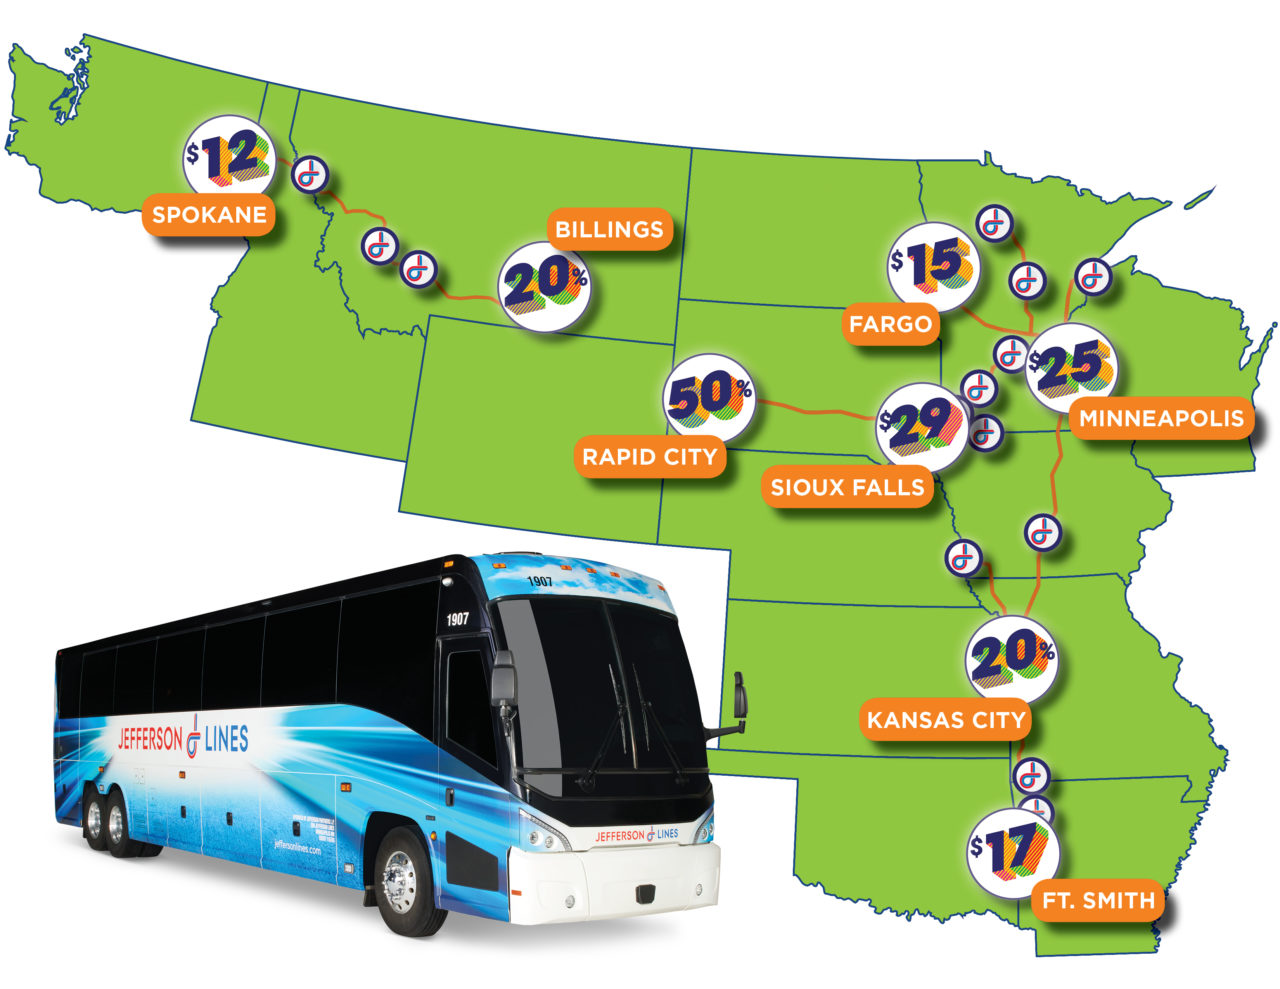 $12
SPOKANE
BILLINGS
20%
$15
FARGO
$25
MINNEAPOLIS
50%
RAPID CITY
$29
SIOUX FALLS
20%
KANSAS CITY
$17
FT. SMITH
1907
1907
JEFFERSON LINES
JEFFERSON LINES
jeffersonlines.com